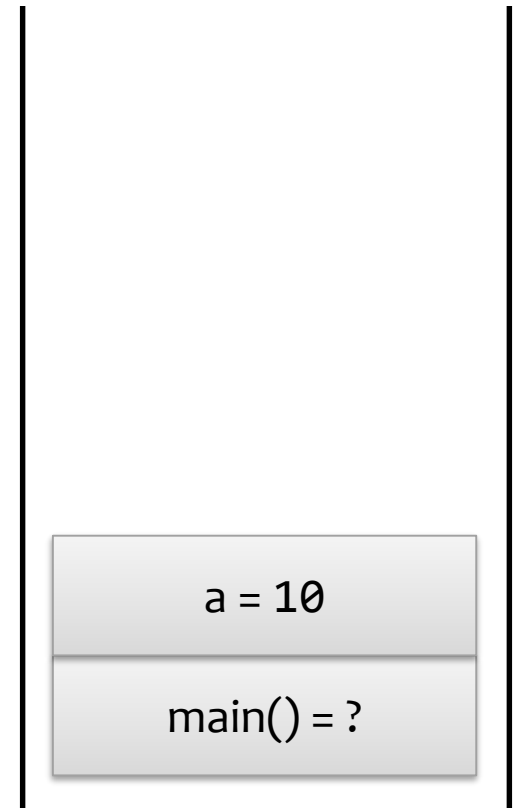 a = 10
main() = ?